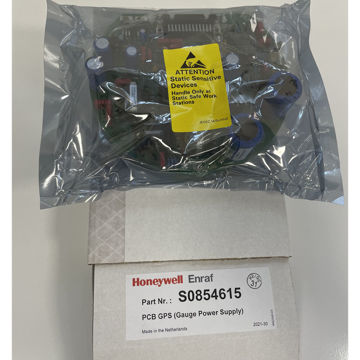 ATTENTION
Static Sensitive
Devices
Handle Only at
Static Safe Work
Stations
Honeywell Enraf
Part Nr.: S0854615
PCB GPS (Gauge Power Supply)
Made in the Netherlands
2021-30